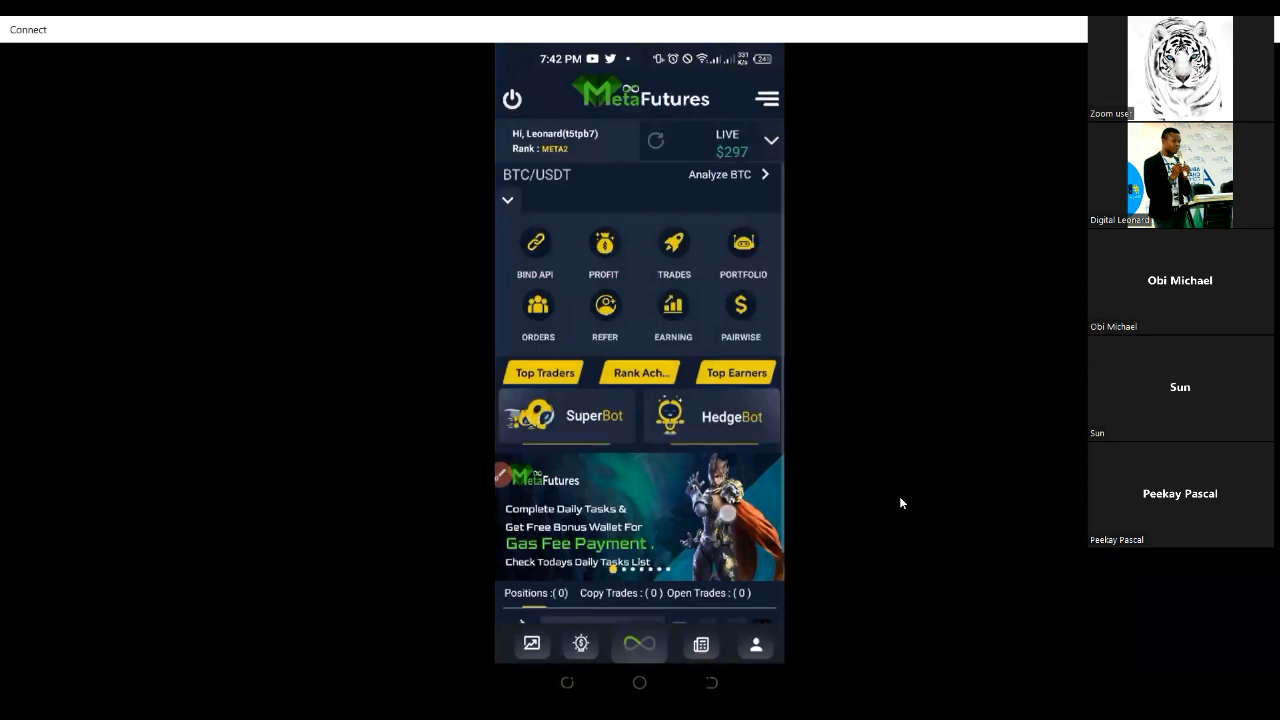 Connect
7:42 PM
331
K/s
24
MetaFutures
Hi, Leonard(t5tpb7)
LIVE
Rank : META2
$297
BTC/USDT
Analyze BTC
BIND API
PROFIT
TRADES
PORTFOLIO
ORDERS
REFER
EARNING
PAIRWISE
Top Traders
Rank Ach...
Top Earners
SuperBot
HedgeBot
MetaFutures
Complete Daily Tasks &
Get Free Bonus Wallet For
Gas Fee Payment .
Check Todays Daily Tasks List
Positions :( 0 ) Copy Trades : ( 0 ) Open Trades : ( 0 )
Zoom user
Digital Leonard
Obi Michael
Obi Michael
Sun
Sun
Peekay Pascal
Peekay Pascal